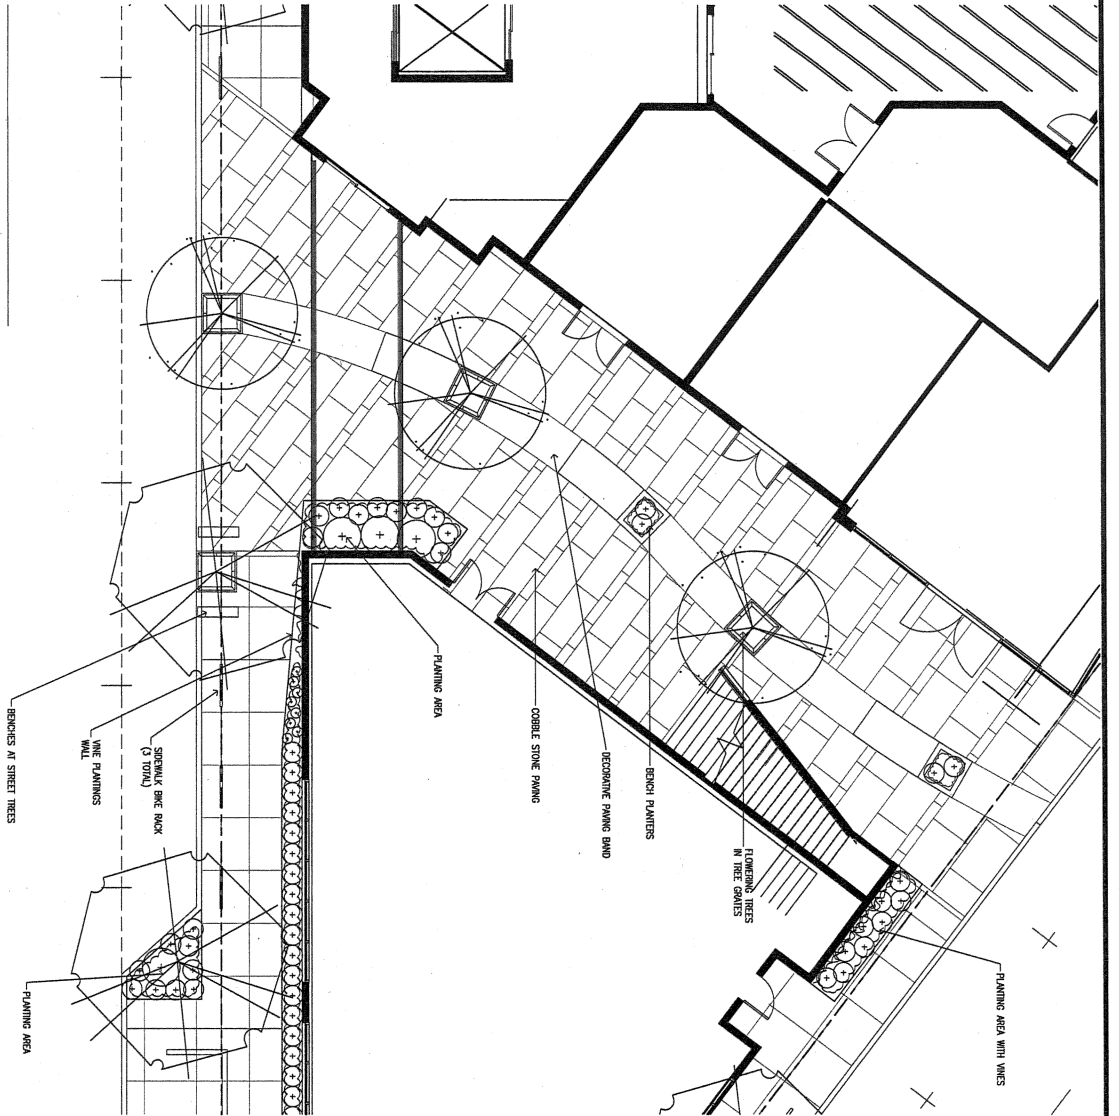 PLANTING AREA WITH VINES
FLOWERING TREES
IN TREE GRATES
BENCH PLANTERS
DECORATIVE PAVING BAND
COBBLE STONE PAVING
PLANTING AREA
SIDEWALK BIKE RACK
(3 TOTAL)
VINE PLANTINGS
WALL
PLANTING AREA
BENCHES AT STREET TREES